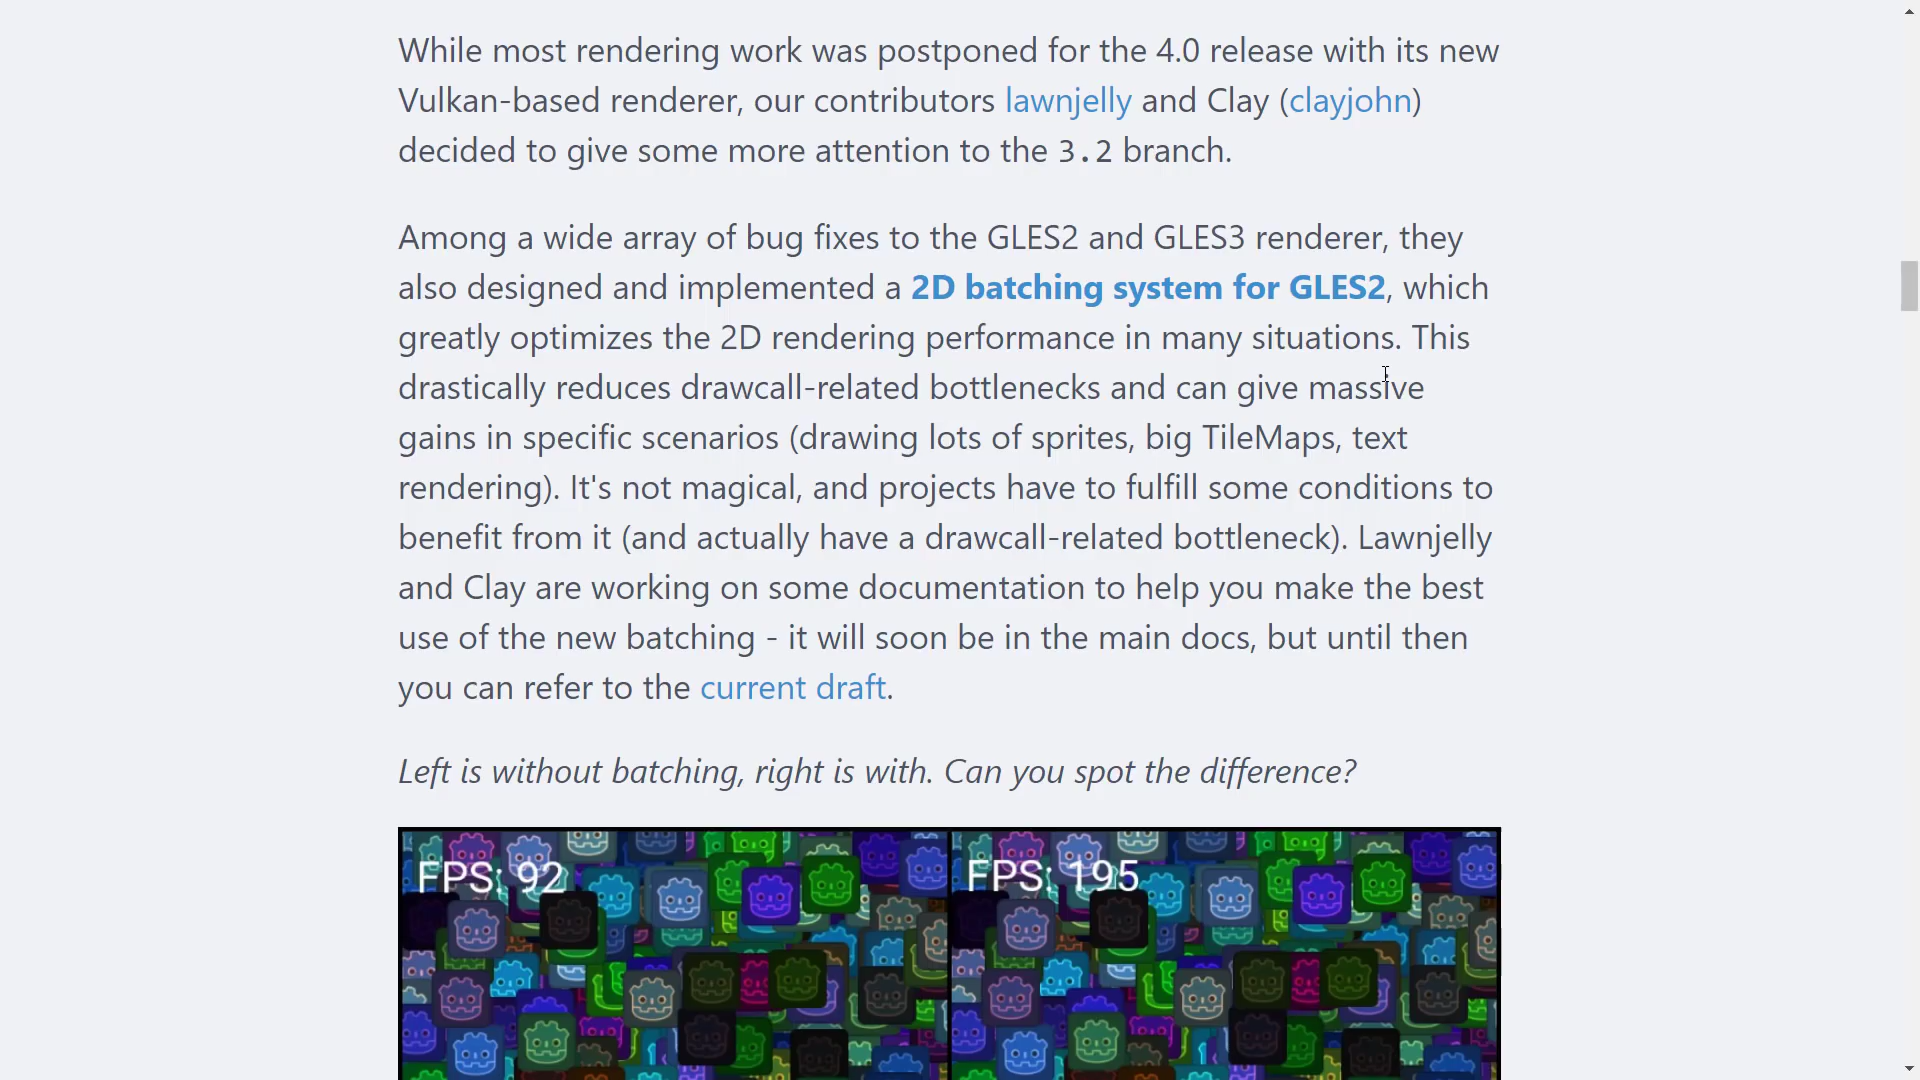 While most rendering work was postponed for the 4.0 release with its new
Vulkan-based renderer, our contributors lawnjelly and Clay (clayjohn)
decided to give some more attention to the 3.2 branch.
Among a wide array of bug fixes to the GLES2 and GLES3 renderer, they
also designed and implemented a 2D batching system for GLES2, which
greatly optimizes the 2D rendering performance in many situations. This
drastically reduces drawcall-related bottlenecks and can give massive
gains in specific scenarios (drawing lots of sprites, big TileMaps, text
rendering). It's not magical, and projects have to fulfill some conditions to
benefit from it (and actually have a drawcall-related bottleneck). Lawnjelly
and Clay are working on some documentation to help you make the best
use of the new batching - it will soon be in the main docs, but until then
you can refer to the current draft.
Left is without batching, right is with. Can you spot the difference?
FPS: 92
FPS: 195